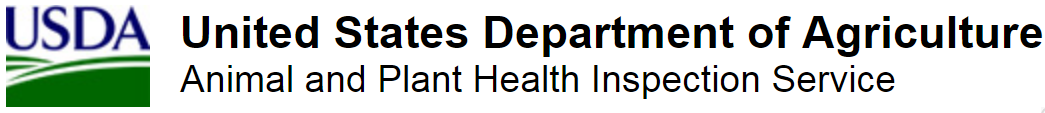 USDA
United States Department of Agriculture
Animal and Plant Health Inspection Service